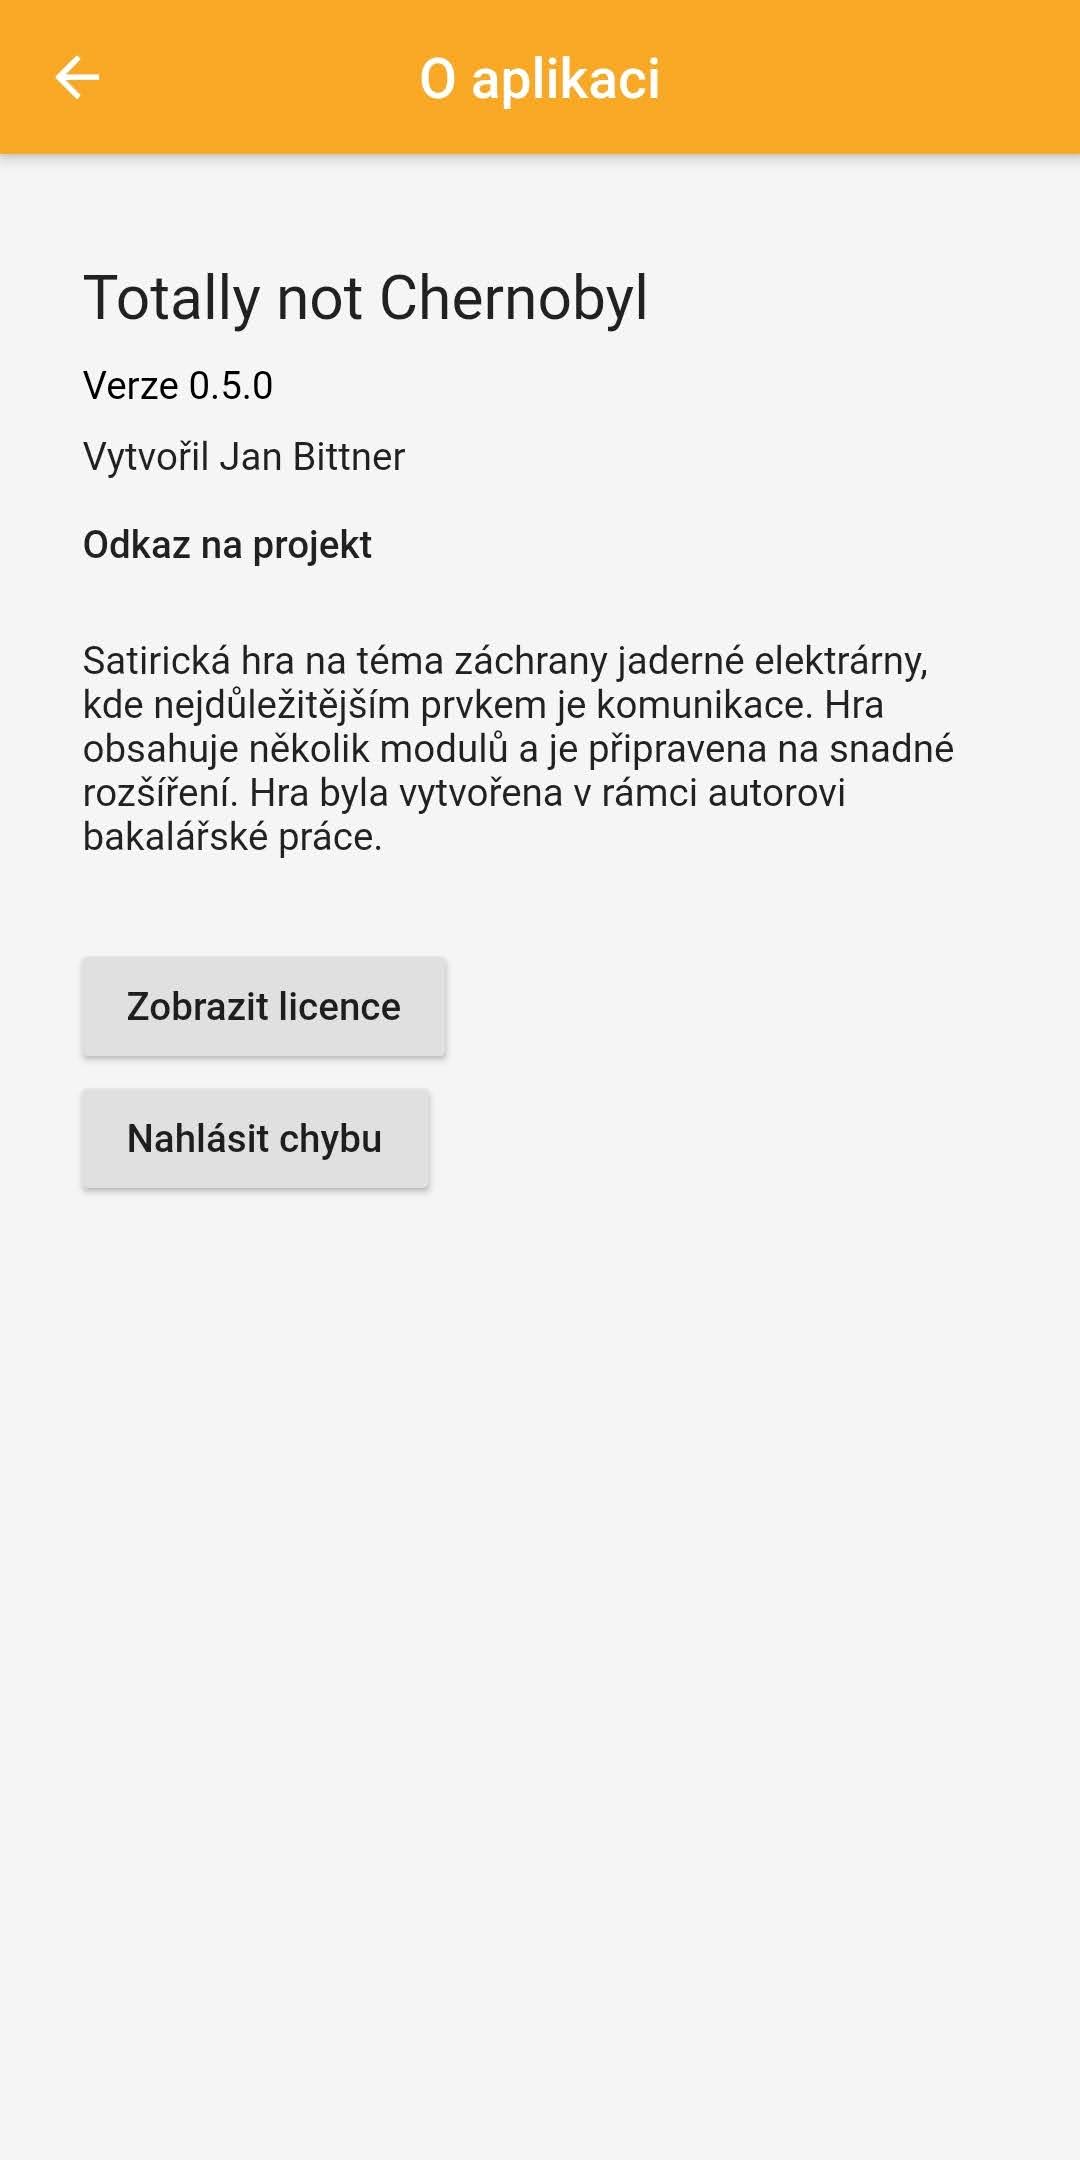 O aplikaci
Totally not Chernobyl
Verze 0.5.0
Vytvořil Jan Bittner
Odkaz na projekt
Satirická hra na téma záchrany jaderné elektrárny,
kde nejdůležitějším prvkem je komunikace. Hra
obsahuje několik modulů a je připravena na snadné
rozšíření. Hra byla vytvořena v rámci autorovi
bakalářské práce.
Zobrazit licence
Nahlásit chybu